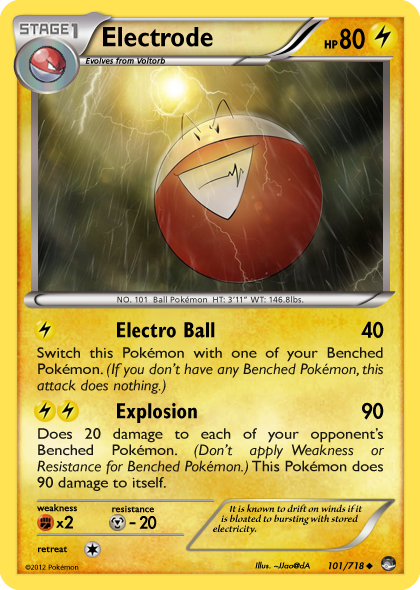 STAGE1
Electrode
HP80
Evolves from Voltorb
NO. 101 Ball Pokémon HT: 3'11" WT: 146.8lbs.
Electro Ball 40
Switch this Pokémon with one of your Benched
Pokémon. (If you don't have any Benched Pokémon, this
attack does nothing.)
Explosion 90
Does 20 damage to each of your opponent's
Benched Pokémon. (Don't apply Weakness or
Resistance for Benched Pokémon.) This Pokémon does
90 damage to itself.
weakness
x2
resistance
- 20
retreat
It is known to drift on winds if it
is bloated to bursting with stored
electricity.
©2012 Pokémon
Illus. ~JJao@dA
101/718